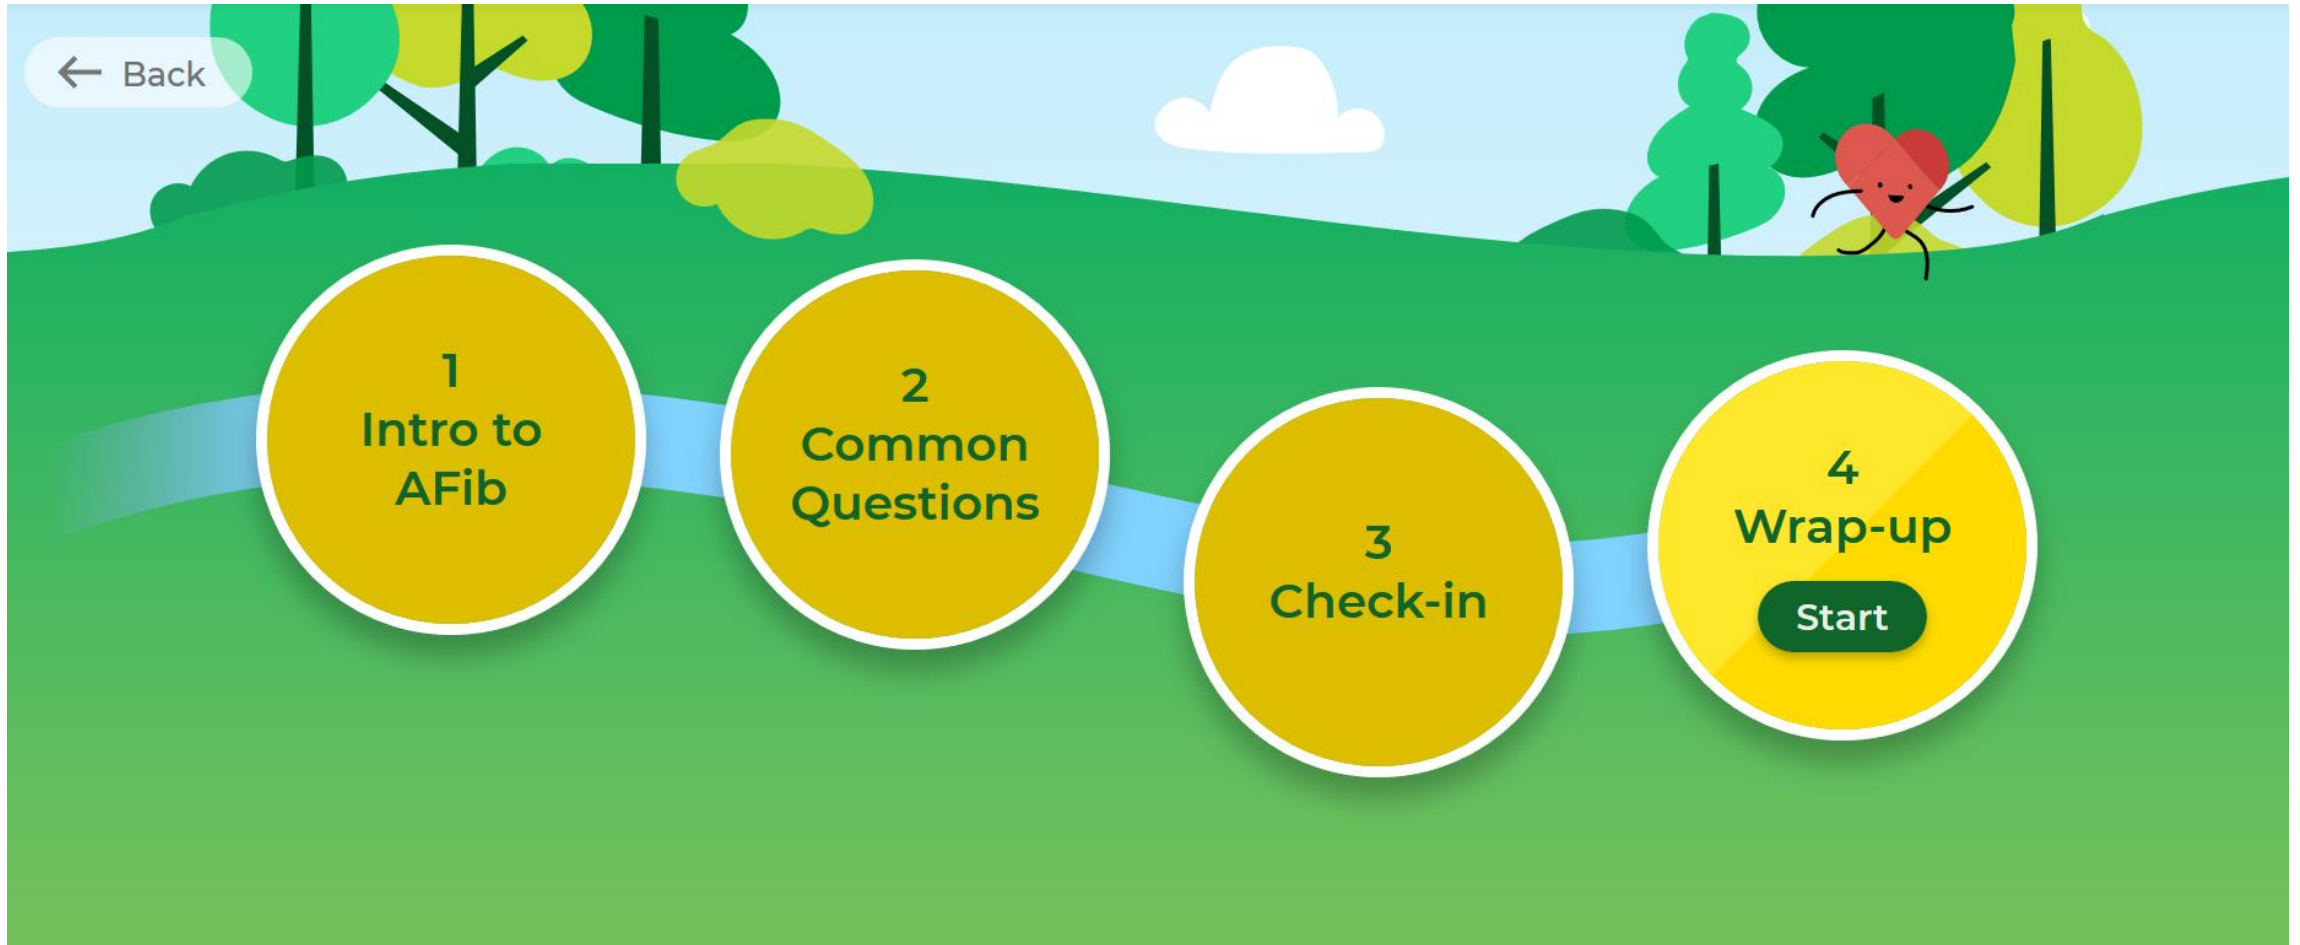 Back
1
Intro to
AFib
2
Common
Questions
3
Check-in
4
Wrap-up
Start